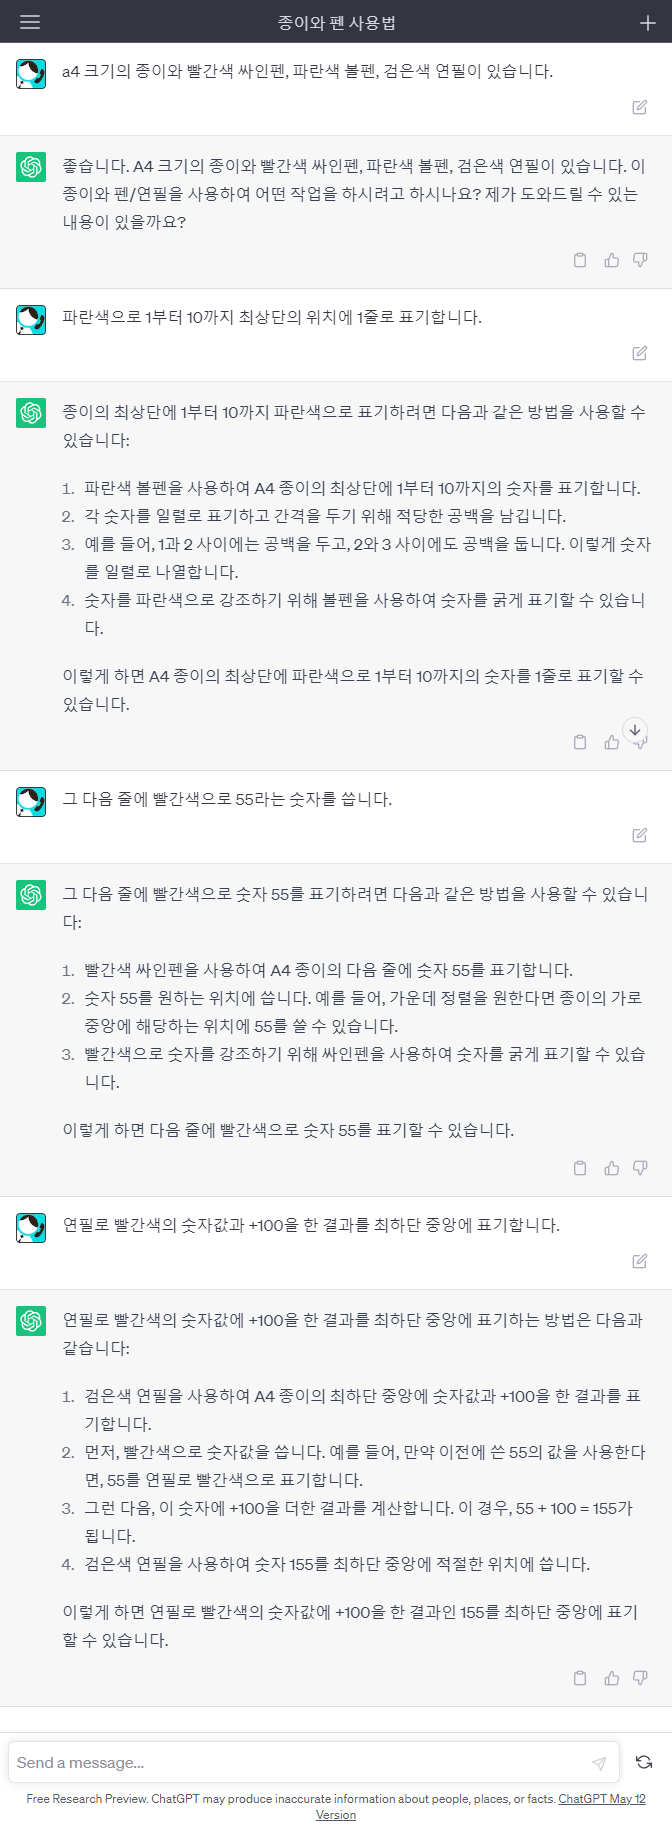 종이와 펜 사용법
a4 크기의 종이와 빨간색 싸인펜, 파란색 볼펜, 검은색 연필이 있습니다.
좋습니다. A4 크기의 종이와 빨간색 싸인펜, 파란색 볼펜, 검은색 연필이 있습니다. 이
종이와 펜/연필을 사용하여 어떤 작업을 하시려고 하시나요? 제가 도와드릴 수 있는
내용이 있을까요?
파란색으로 1부터 10까지 최상단의 위치에 1줄로 표기합니다.
종이의 최상단에 1부터 10까지 파란색으로 표기하려면 다음과 같은 방법을 사용할 수
있습니다:
1. 파란색 볼펜을 사용하여 A4 종이의 최상단에 1부터 10까지의 숫자를 표기합니다.
2. 각 숫자를 일렬로 표기하고 간격을 두기 위해 적당한 공백을 남깁니다.
3. 예를 들어, 1과 2 사이에는 공백을 두고, 2와 3 사이에도 공백을 둡니다. 이렇게 숫자
를 일렬로 나열합니다.
4. 숫자를 파란색으로 강조하기 위해 볼펜을 사용하여 숫자를 굵게 표기할 수 있습니
다.
이렇게 하면 A4 종이의 최상단에 파란색으로 1부터 10까지의 숫자를 1줄로 표기할 수
있습니다.
그 다음 줄에 빨간색으로 55라는 숫자를 씁니다.
그 다음 줄에 빨간색으로 숫자 55를 표기하려면 다음과 같은 방법을 사용할 수 있습니
다:
1. 빨간색 싸인펜을 사용하여 A4 종이의 다음 줄에 숫자 55를 표기합니다.
2. 숫자 55를 원하는 위치에 씁니다. 예를 들어, 가운데 정렬을 원한다면 종이의 가로
중앙에 해당하는 위치에 55를 쓸 수 있습니다.
3. 빨간색으로 숫자를 강조하기 위해 싸인펜을 사용하여 숫자를 굵게 표기할 수 있습
니다.
이렇게 하면 다음 줄에 빨간색으로 숫자 55를 표기할 수 있습니다.
연필로 빨간색의 숫자값과 +100을 한 결과를 최하단 중앙에 표기합니다.
연필로 빨간색의 숫자값에 +100을 한 결과를 최하단 중앙에 표기하는 방법은 다음과
같습니다:
1. 검은색 연필을 사용하여 A4 종이의 최하단 중앙에 숫자값과 +100을 한 결과를 표
기합니다.
2. 먼저, 빨간색으로 숫자값을 씁니다. 예를 들어, 만약 이전에 쓴 55의 값을 사용한다
면, 55를 연필로 빨간색으로 표기합니다.
3. 그런 다음, 이 숫자에 +100을 더한 결과를 계산합니다. 이 경우, 55 + 100 = 155가
됩니다.
4. 검은색 연필을 사용하여 숫자 155를 최하단 중앙에 적절한 위치에 씁니다.
이렇게 하면 연필로 빨간색의 숫자값에 +100을 한 결과인 155를 최하단 중앙에 표기
할 수 있습니다.
Send a message...
Free Research Preview. ChatGPT may produce inaccurate information about people, places, or facts. ChatGPT May 12
Version